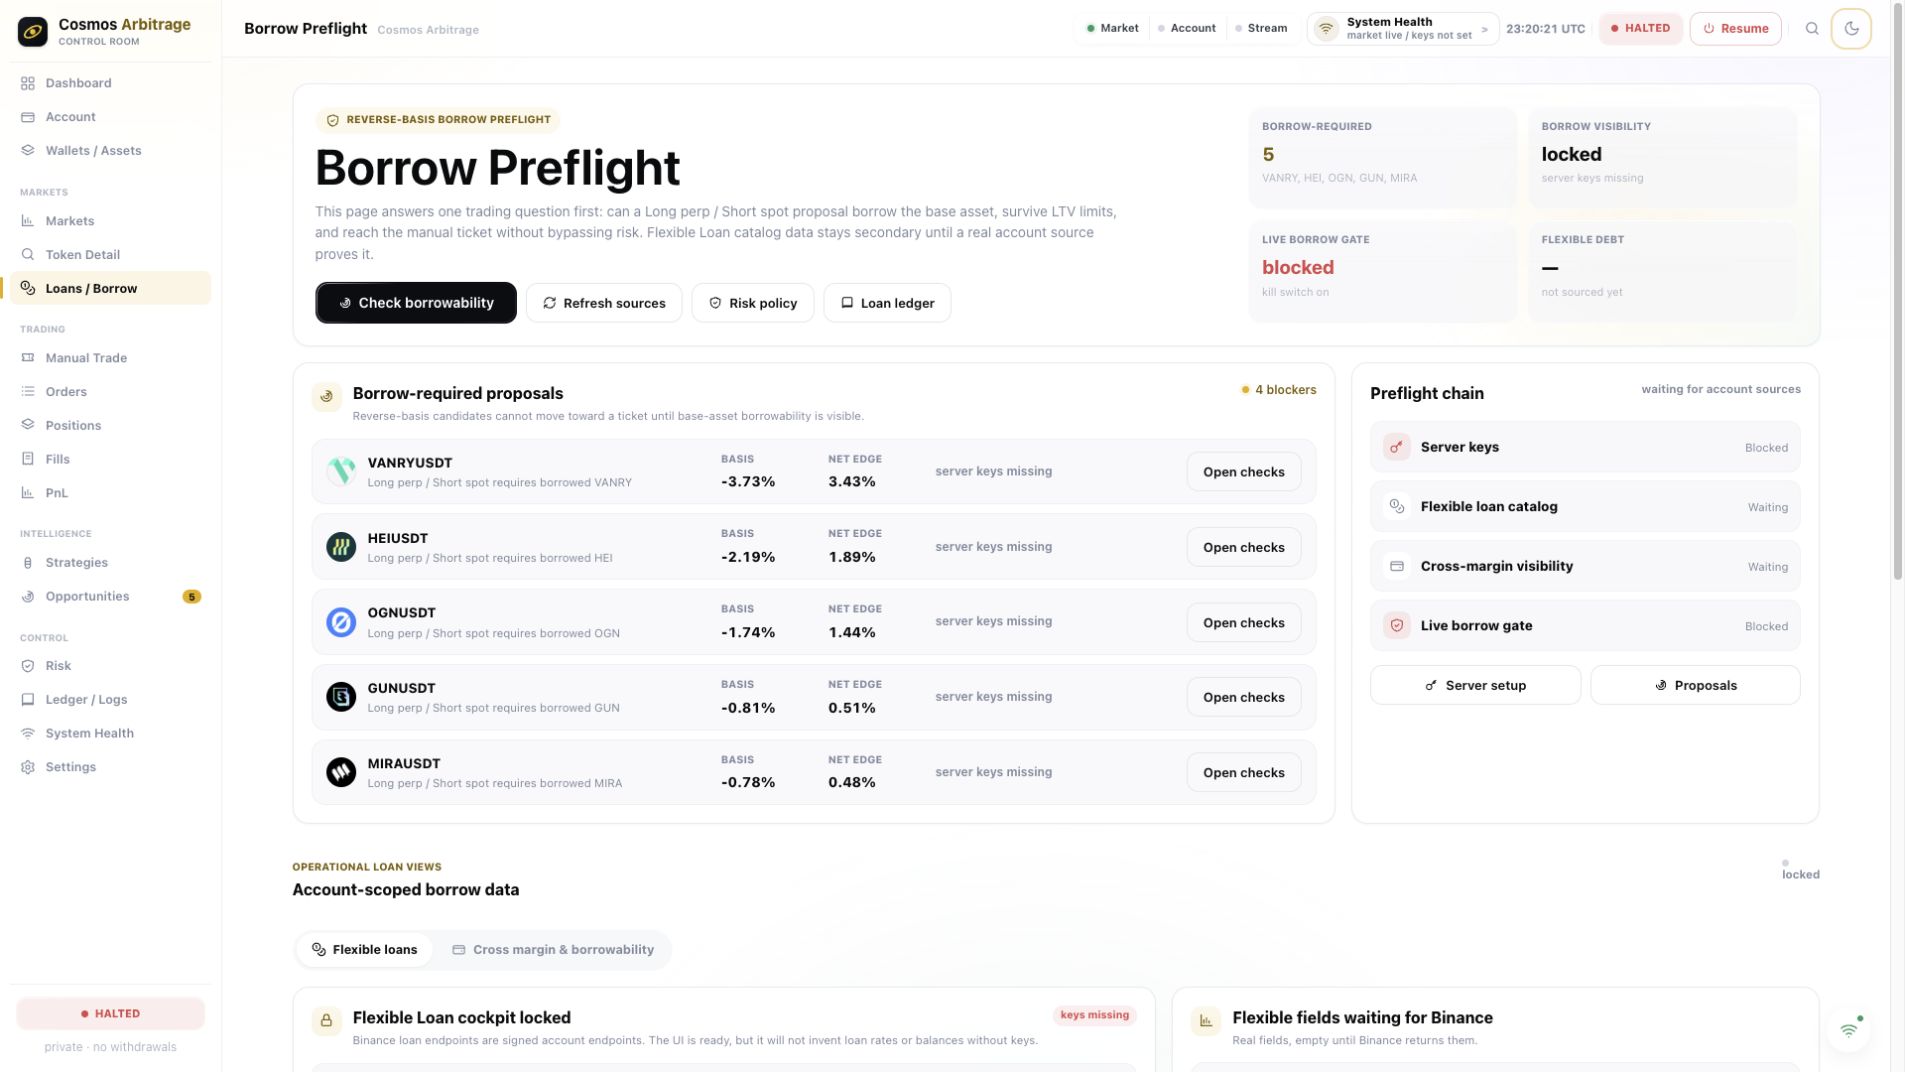 Cosmos Arbitrage
CONTROL ROOM
Dashboard
Account
Wallets / Assets
MARKETS
Markets
Token Detail
Loans / Borrow
TRADING
Manual Trade
Orders
Positions
Fills
PnL
INTELLIGENCE
Strategies
Opportunities 5
CONTROL
Risk
Ledger / Logs
System Health
Settings
HALTED
private · no withdrawals
Borrow Preflight Cosmos Arbitrage
Market Account Stream
System Health
market live / keys not set >
23:20:21 UTC
HALTED
Resume
REVERSE-BASIS BORROW PREFLIGHT
Borrow Preflight
This page answers one trading question first: can a Long perp / Short spot proposal borrow the base asset, survive LTV limits,
and reach the manual ticket without bypassing risk. Flexible Loan catalog data stays secondary until a real account source
proves it.
Check borrowability Refresh sources Risk policy Loan ledger
BORROW-REQUIRED
5
VANRY, HEI, OGN, GUN, MIRA
BORROW VISIBILITY
locked
server keys missing
LIVE BORROW GATE
blocked
kill switch on
FLEXIBLE DEBT
—
not sourced yet
Borrow-required proposals
4 blockers
Reverse-basis candidates cannot move toward a ticket until base-asset borrowability is visible.
VANRYUSDT
Long perp / Short spot requires borrowed VANRY
BASIS
-3.73%
NET EDGE
3.43%
server keys missing
Open checks
HEIUSDT
Long perp / Short spot requires borrowed HEI
BASIS
-2.19%
NET EDGE
1.89%
server keys missing
Open checks
OGNUSDT
Long perp / Short spot requires borrowed OGN
BASIS
-1.74%
NET EDGE
1.44%
server keys missing
Open checks
GUNUSDT
Long perp / Short spot requires borrowed GUN
BASIS
-0.81%
NET EDGE
0.51%
server keys missing
Open checks
MIRAUSDT
Long perp / Short spot requires borrowed MIRA
BASIS
-0.78%
NET EDGE
0.48%
server keys missing
Open checks
Preflight chain
waiting for account sources
Server keys Blocked
Flexible loan catalog Waiting
Cross-margin visibility Waiting
Live borrow gate Blocked
Server setup Proposals
OPERATIONAL LOAN VIEWS
Account-scoped borrow data
locked
Flexible loans Cross margin & borrowability
Flexible Loan cockpit locked
keys missing
Binance loan endpoints are signed account endpoints. The UI is ready, but it will not invent loan rates or balances without keys.
Flexible fields waiting for Binance
Real fields, empty until Binance returns them.